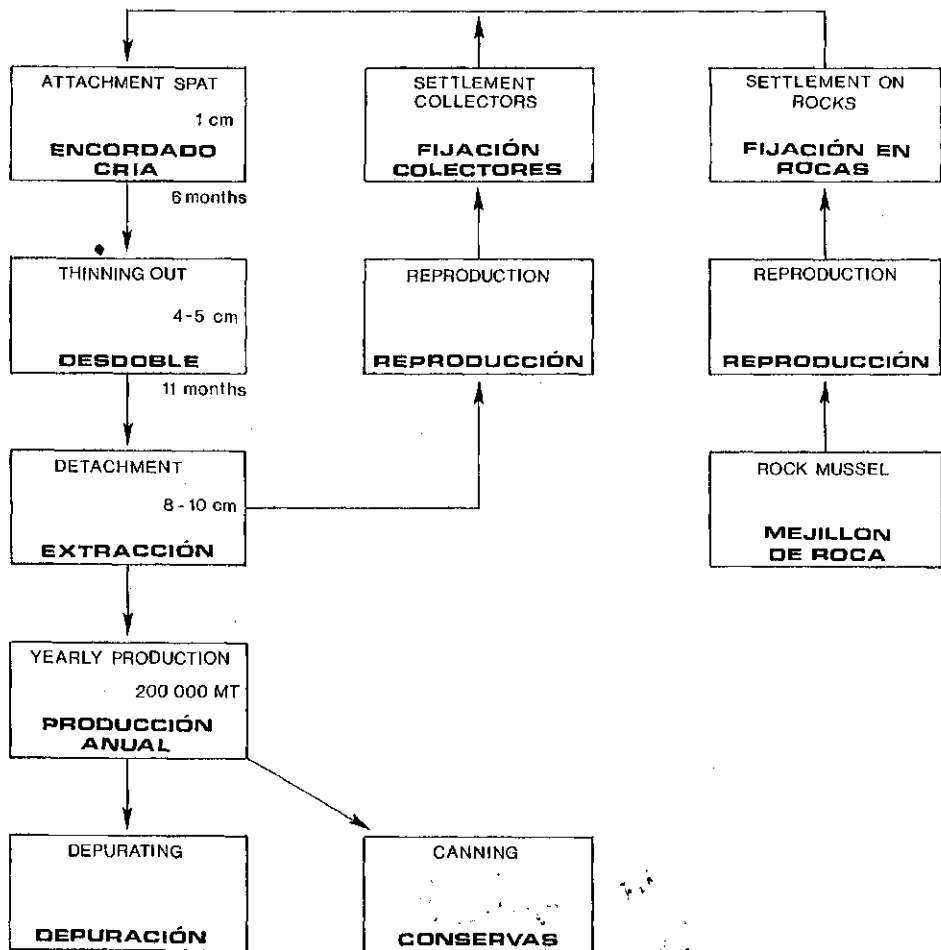 ATTACHMENT SPAT
1 cm
ENCORDADO
CRIA
6 months
THINNING OUT
4-5 cm
DESDOBLE
11 months
DETACHMENT
8-10 cm
EXTRACCIÓN
YEARLY PRODUCTION
200 000 MT
PRODUCCIÓN
ANUAL
DEPURATING
DEPURACIÓN
SETTLEMENT
COLLECTORS
FIJACIÓN
COLECTORES
REPRODUCTION
REPRODUCCIÓN
CANNING
CONSERVAS
SETTLEMENT ON
ROCKS
FIJACIÓN EN
ROCAS
REPRODUCTION
REPRODUCCIÓN
ROCK MUSSEL
MEJILLON
DE ROCA